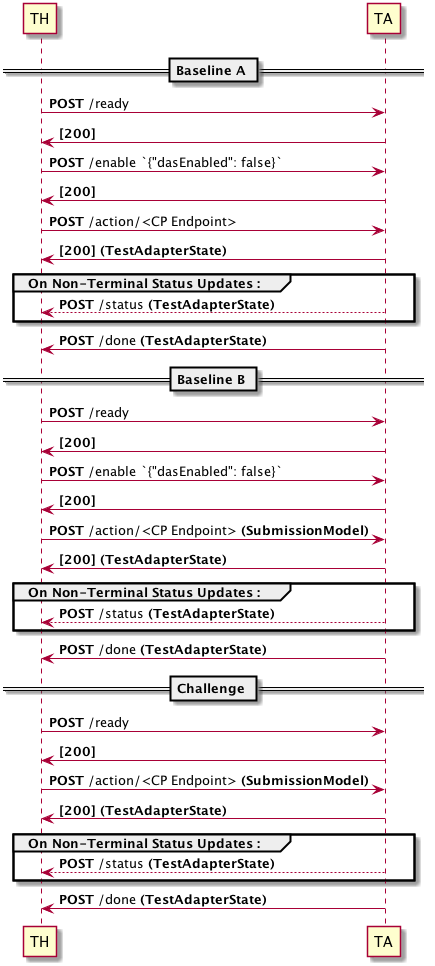 TH TA
Baseline A
POST /ready
[200]
POST /enable `{"dasEnabled": false}`
[200]
POST /action/<CP Endpoint>
[200] (TestAdapterState)
On Non-Terminal Status Updates :
POST /status (TestAdapterState)
POST /done (TestAdapterState)
Baseline B
POST /ready
[200]
POST /enable `{"dasEnabled": false}`
[200]
POST /action/<CP Endpoint> (SubmissionModel)
[200] (TestAdapterState)
On Non-Terminal Status Updates :
POST /status (TestAdapterState)
POST /done (TestAdapterState)
Challenge
POST /ready
[200]
POST /action/<CP Endpoint> (SubmissionModel)
[200] (TestAdapterState)
On Non-Terminal Status Updates :
POST /status (TestAdapterState)
POST /done (TestAdapterState)
TH TA